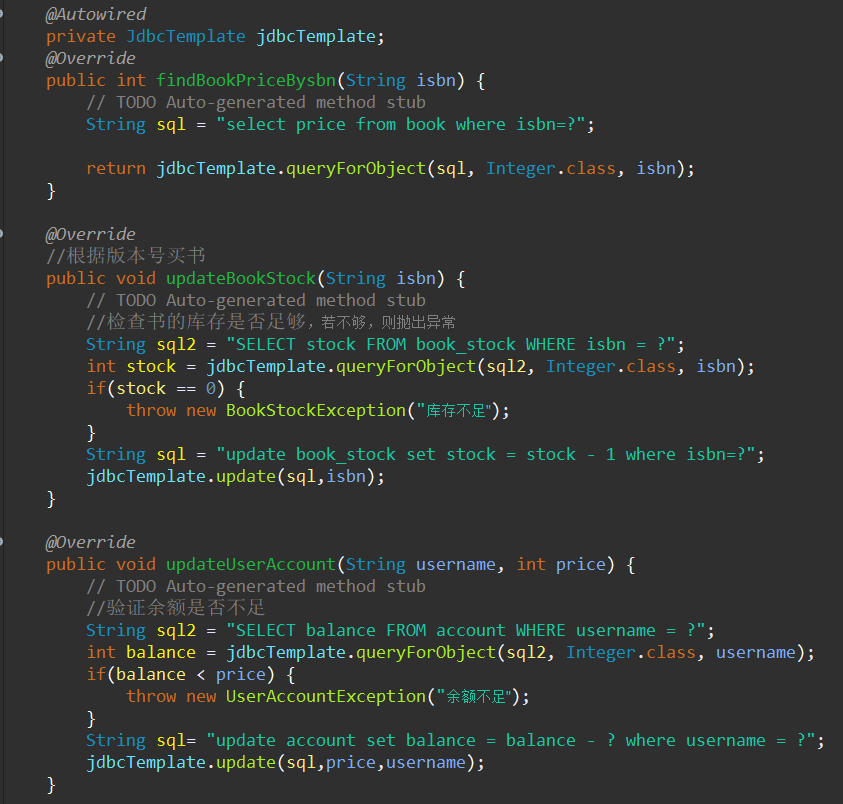 @Autowired
private JdbcTemplate jdbcTemplate;
@Override
public int findBookPriceBysbn(String isbn) {
// TODO Auto-generated method stub
String sql = "select price from book where isbn=?";
return jdbcTemplate.queryForObject(sql, Integer.class, isbn);
}
@Override
//根据版本号买书
public void updateBookStock(String isbn) {
// TODO Auto-generated method stub
//检查书的库存是否足够，若不够，则抛出异常
String sql2 = "SELECT stock FROM book_stock WHERE isbn = ?";
int stock = jdbcTemplate.queryForObject(sql2, Integer.class, isbn);
if(stock == 0) {
throw new BookStockException("库存不足");
}
String sql = "update book_stock set stock = stock - 1 where isbn=?";
jdbcTemplate.update(sql,isbn);
}
@Override
public void updateUserAccount(String username, int price) {
// TODO Auto-generated method stub
//验证余额是否不足
String sql2 = "SELECT balance FROM account WHERE username = ?";
int balance = jdbcTemplate.queryForObject(sql2, Integer.class, username);
if(balance < price) {
throw new UserAccountException("余额不足");
}
String sql= "update account set balance = balance - ? where username = ?";
jdbcTemplate.update(sql,price,username);
}